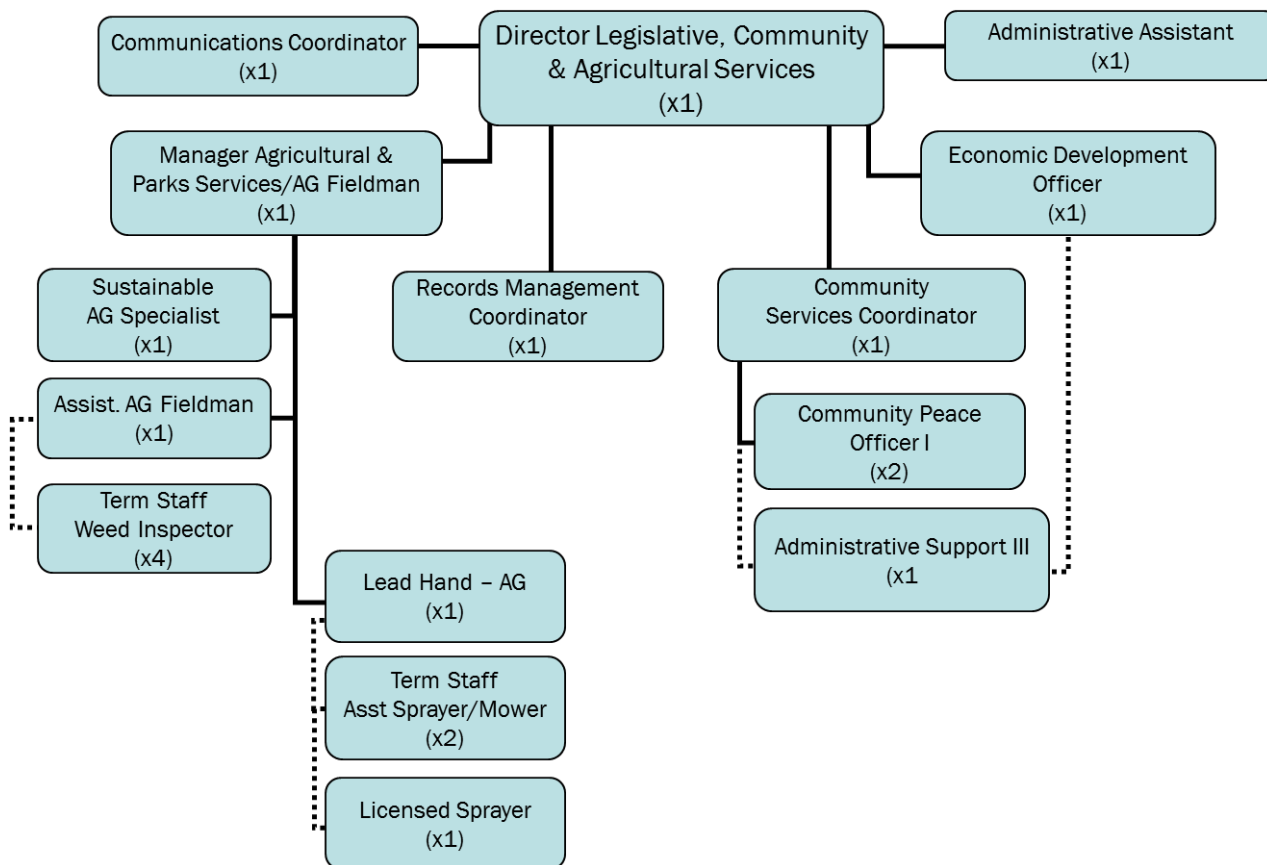 Communications Coordinator
(x1)
Director Legislative, Community
& Agricultural Services
(x1)
Administrative Assistant
(x1)
Manager Agricultural &
Parks Services/AG Fieldman
(x1)
Economic Development
Officer
(x1)
Sustainable
AG Specialist
(x1)
Records Management
Coordinator
(x1)
Community
Services Coordinator
(x1)
Assist. AG Fieldman
(x1)
Community Peace
Officer I
(x2)
Term Staff
Weed Inspector
(x4)
Administrative Support III
(x1
Lead Hand – AG
(x1)
Term Staff
Asst Sprayer/Mower
(x2)
Licensed Sprayer
(x1)